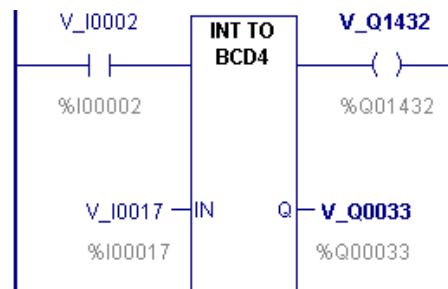 V_I0002 INT TO V_Q1432
BCD4
%I00002 %Q01432
V_I0017 IN Q V_Q0033
%I00017 %Q00033